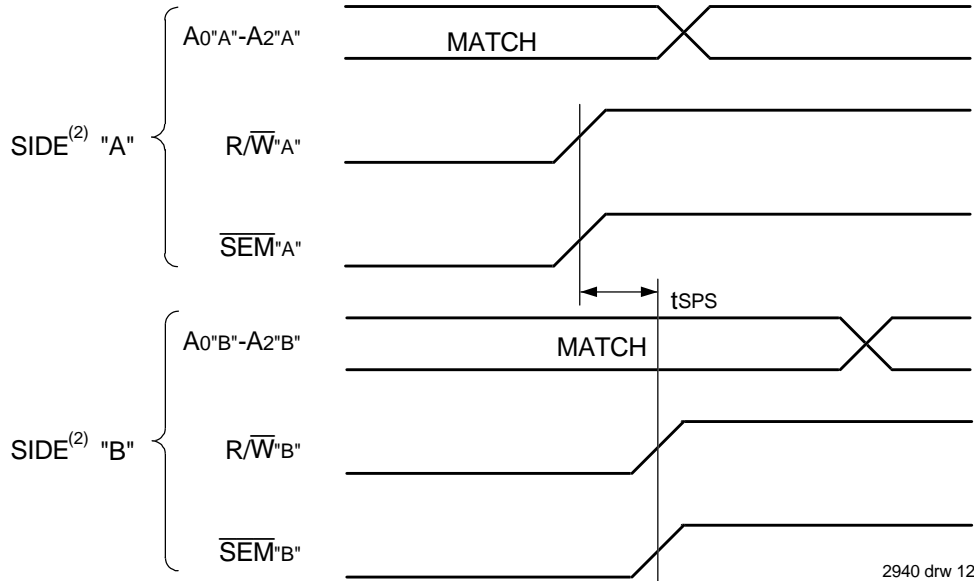 A0"A"-A2"A"
MATCH
SIDE(2) "A"
R/W"A"
SEM"A"
tSPS
A0"B"-A2"B"
MATCH
SIDE(2) "B"
R/W"B"
SEM"B"
2940 drw 12